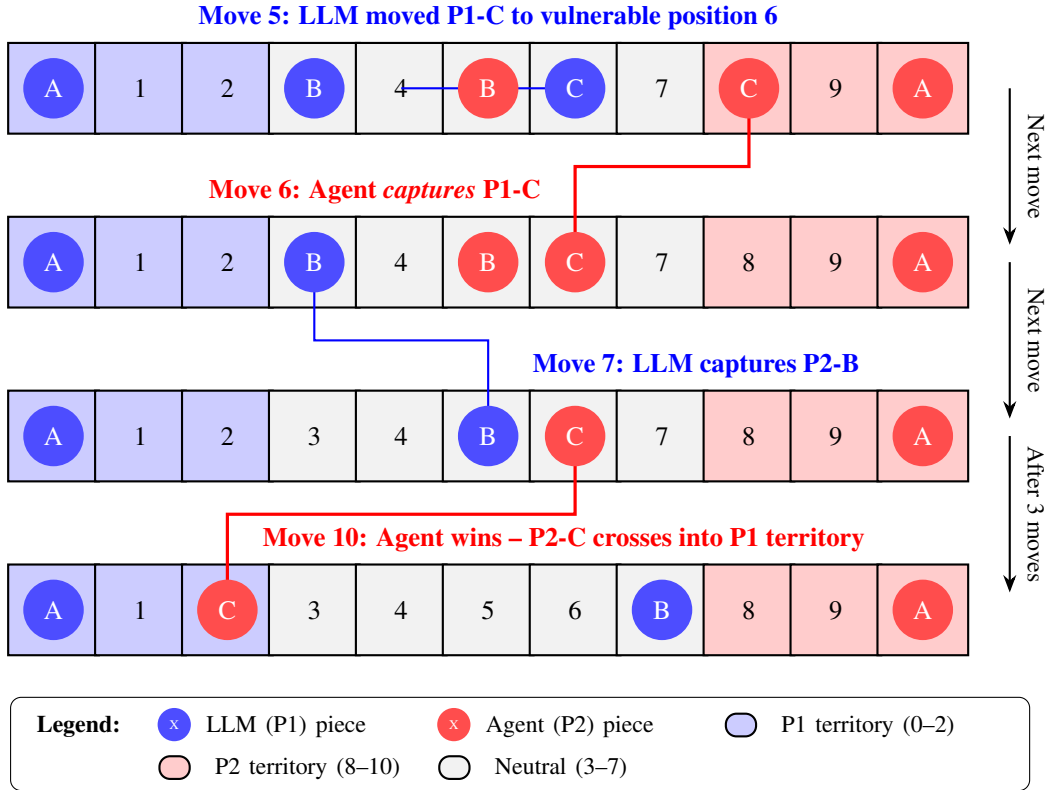 Move 5: LLM moved P1-C to vulnerable position 6
A 1 2 B 4 B C 7 C 9 A
Next move
Move 6: Agent captures P1-C
A 1 2 B 4 B C 7 8 9 A
Next move
Move 7: LLM captures P2-B
A 1 2 3 4 B C 7 8 9 A
After 3 moves
Move 10: Agent wins – P2-C crosses into P1 territory
A 1 C 3 4 5 6 B 8 9 A
Legend: x LLM (P1) piece x Agent (P2) piece P1 territory (0–2)
P2 territory (8–10) Neutral (3–7)